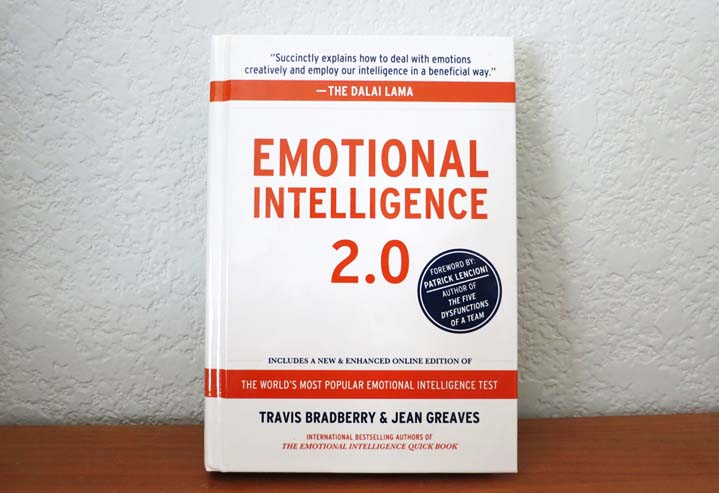 “Succinctly explains how to deal with emotions
creatively and employ our intelligence in a beneficial way.”
—THE DALAI LAMA
EMOTIONAL
INTELLIGENCE
2.0
FOREWORD BY:
PATRICK LENCIONI
AUTHOR OF
THE FIVE
DYSFUNCTIONS
OF A TEAM
INCLUDES A NEW & ENHANCED ONLINE EDITION OF
THE WORLD'S MOST POPULAR EMOTIONAL INTELLIGENCE TEST
TRAVIS BRADBERRY & JEAN GREAVES
INTERNATIONAL BESTSELLING AUTHORS OF
THE EMOTIONAL INTELLIGENCE QUICK BOOK